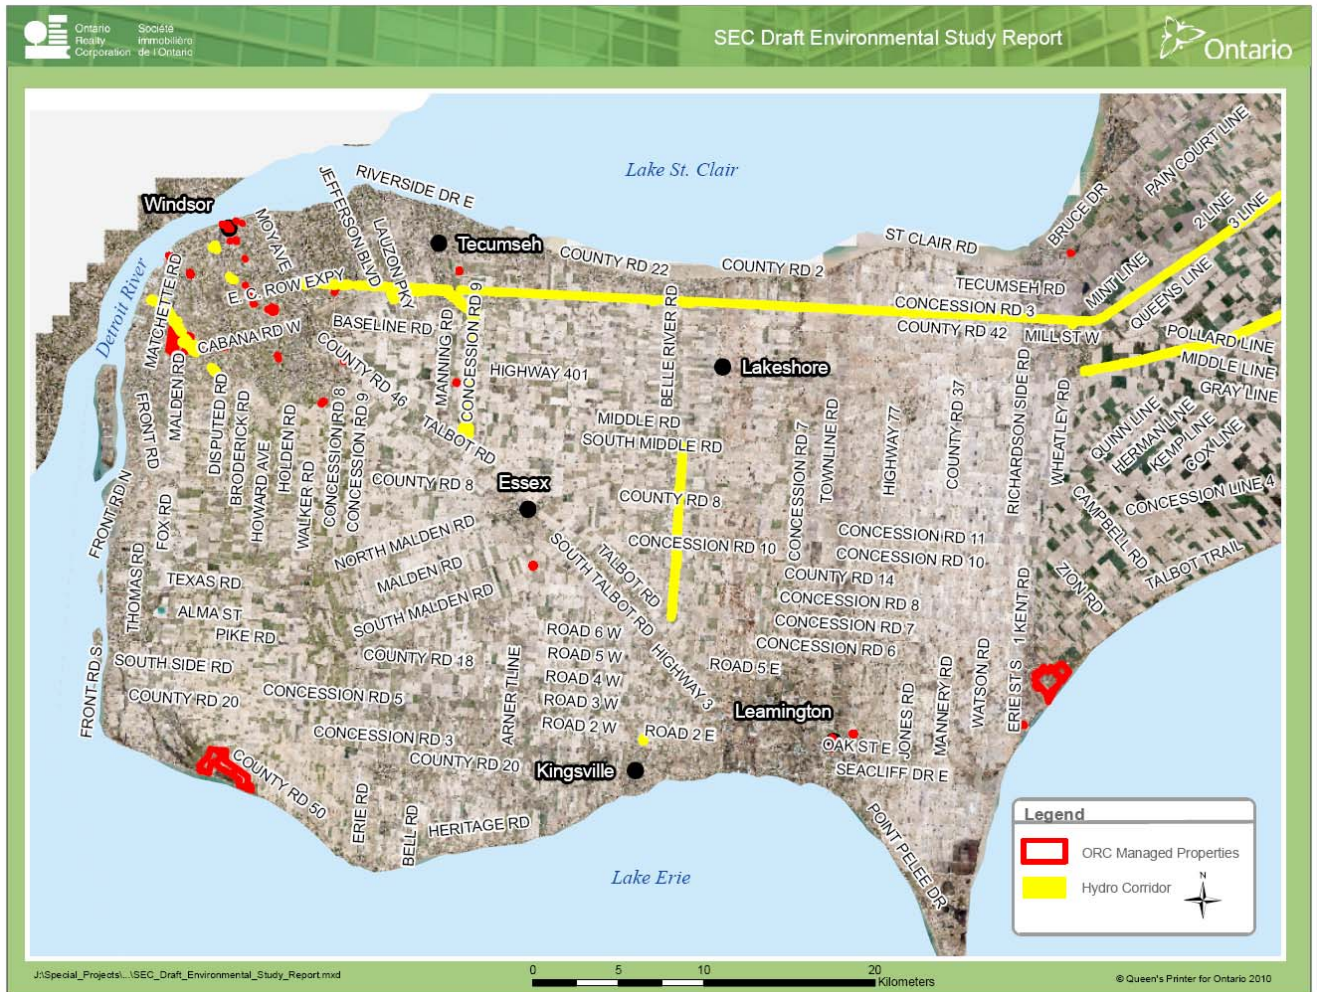 Ontario Realty Corporation
Société immobilière de l'Ontario
SEC Draft Environmental Study Report
Ontario
Lake St. Clair
PAIN COURT LINE
RIVERSIDE DR E
JEFFERSON BLVD
Windsor
MOY AVE
LAUZON PKY
Tecumseh
BRUCE DR
2 LINE
3 LINE
ST CLAIR RD
COUNTY RD 22
COUNTY RD 2
Detroit River
MATCHETTE RD
E. C. ROW EXPY
TECUMSEH RD
MINT LINE
QUEENS LINE
CONCESSION RD 3
BASELINE RD
MANNING RD
CONCESSION RD 9
BELLE RIVER RD
COUNTY RD 42
MILL ST W
POLLARD LINE
CABANA RD W
MALDEN RD
COUNTY RD 46
HIGHWAY 401
Lakeshore
MIDDLE LINE
GRAY LINE
FRONT RD
DISPUTED RD
BRODERICK RD
HOWARD AVE
HOLDEN RD
WALKER RD
CONCESSION RD 8
CONCESSION RD 9
TALBOT RD
MIDDLE RD
SOUTH MIDDLE RD
CONCESSION RD 7
TOWNLINE RD
HIGHWAY 77
COUNTY RD 37
RICHARDSON SIDE RD
WHEATLEY RD
QUINN LINE
HERMAN LINE
KEMP LINE
COX LINE
FRONT RD N
FOX RD
COUNTY RD 8
Essex
COUNTY RD 8
CONCESSION LINE 4
CAMPBELL RD
NORTH MALDEN RD
CONCESSION RD 10
CONCESSION RD 11
CONCESSION RD 10
TALBOT TRAIL
THOMAS RD
TEXAS RD
MALDEN RD
SOUTH TALBOT RD
TALBOT RD
COUNTY RD 14
ZION RD
ALMA ST
SOUTH MALDEN RD
CONCESSION RD 8
1 KENT RD
PIKE RD
ROAD 6 W
CONCESSION RD 7
FRONT RD S
SOUTH SIDE RD
COUNTY RD 18
ROAD 5 W
HIGHWAY 3
ROAD 5 E
CONCESSION RD 6
COUNTY RD 20
CONCESSION RD 5
ARNER TLINE
ROAD 4 W
ROAD 3 W
JONES RD
MANNERY RD
WATSON RD
ERIE ST S
CONCESSION RD 3
ROAD 2 W
ROAD 2 E
Leamington
OAK ST E
COUNTY RD 50
COUNTY RD 20
Kingsville
SEACLIFF DR E
ERIE RD
BELL RD
HERITAGE RD
POINT PELEE DR
Lake Erie
Legend
ORC Managed Properties
Hydro Corridor
N
J:\Special_Projects\...\SEC_Draft_Environmental_Study_Report.mxd
0 5 10 20
Kilometers
© Queen's Printer for Ontario 2010